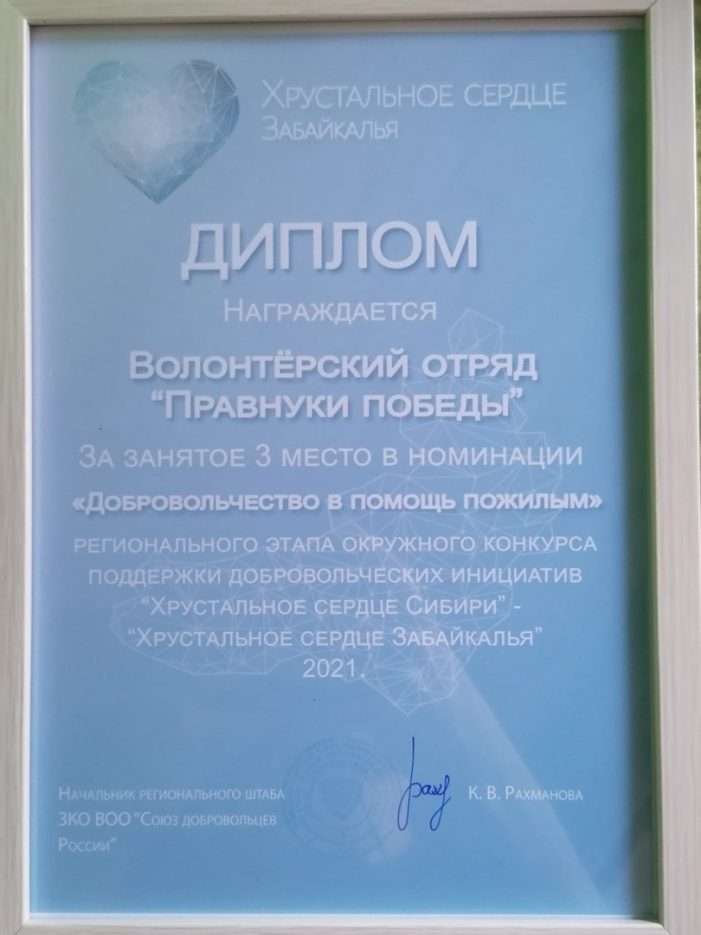 Хрустальное сердце
Забайкалья
ДИПЛОМ
Награждается
Волонтёрский отряд
“Правнуки победы”
За занятое 3 место в номинации
«Добровольчество в помощь пожилым»
регионального этапа окружного конкурса
поддержки добровольческих инициатив
“Хрустальное сердце Сибири” -
“Хрустальное сердце Забайкалья”
2021.
Начальник регионального штаба
ЗКО ВОО “Союз добровольцев
России”
К. В. Рахманова